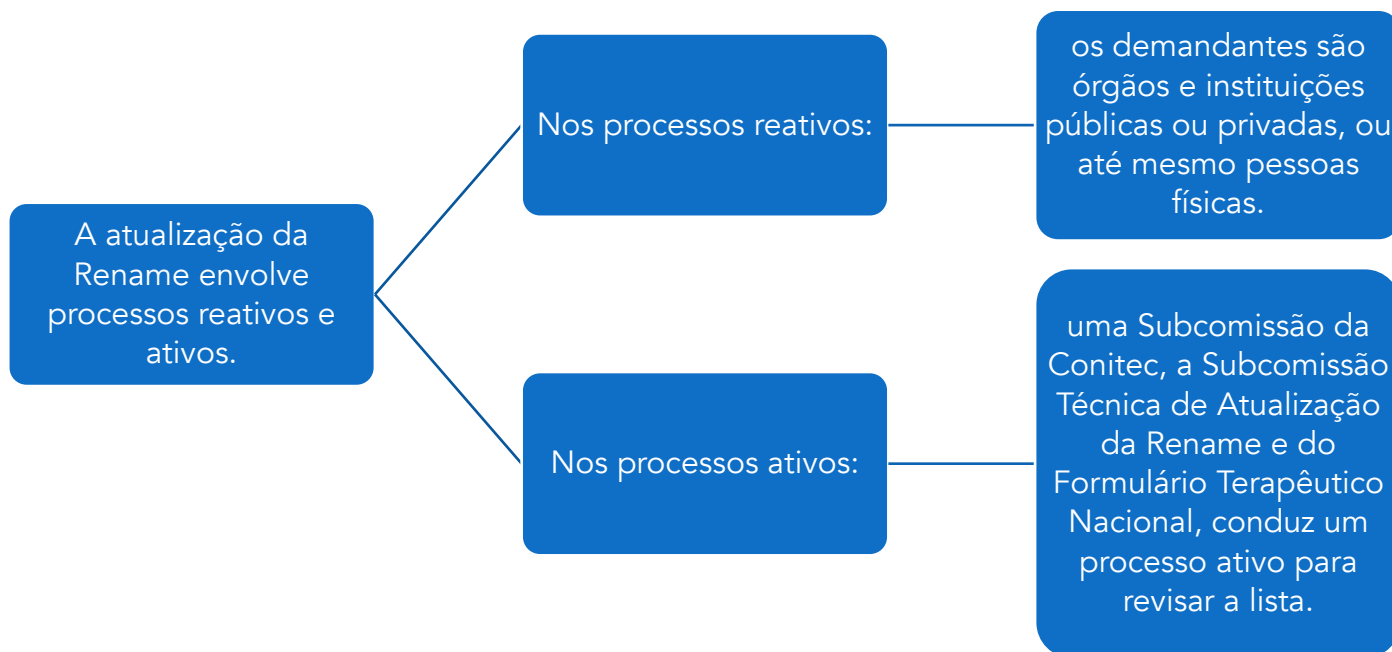 A atualização da
Rename envolve
processos reativos e
ativos.
Nos processos reativos:
os demandantes são
órgãos e instituições
públicas ou privadas, ou
até mesmo pessoas
físicas.
Nos processos ativos:
uma Subcomissão da
Conitec, a Subcomissão
Técnica de Atualização
da Rename e do
Formulário Terapêutico
Nacional, conduz um
processo ativo para
revisar a lista.